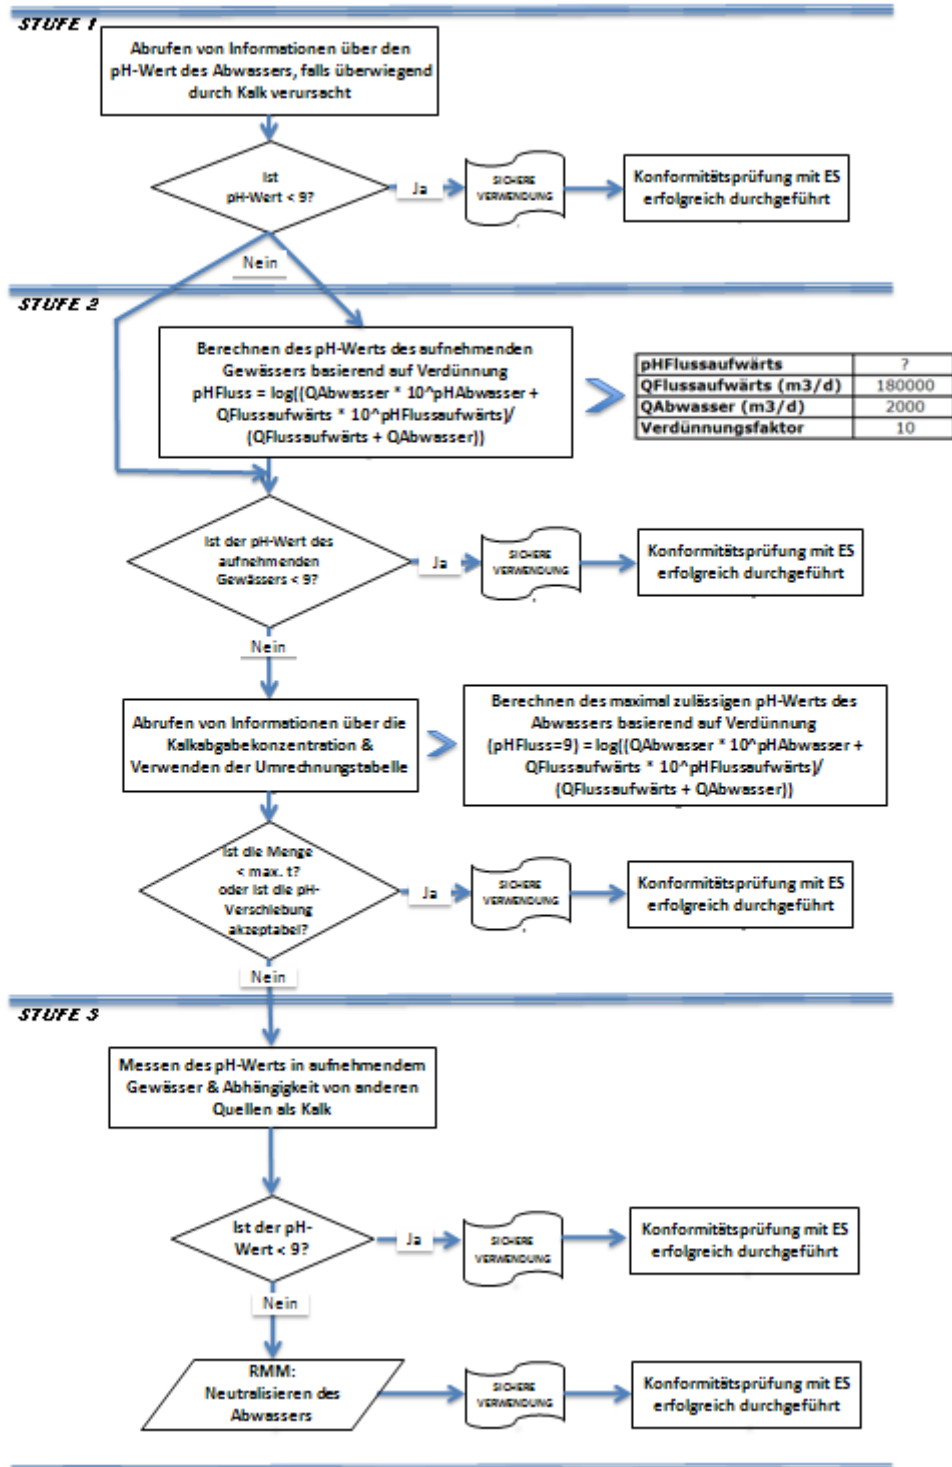 STUFE 1
Abrufen von Informationen über den
pH-Wert des Abwassers, falls überwiegend
durch Kalk verursacht
Ist
pH-Wert < 9?
Ja
SICHERE
VERWENDUNG
Konformitätsprüfung mit ES
erfolgreich durchgeführt
Nein
STUFE 2
Berechnen des pH-Werts des aufnehmenden
Gewässers basierend auf Verdünnung
pHFluss = log((QAbwasser * 10^pHAbwasser +
QFlussaufwärts * 10^pHFlussaufwärts)/
(QFlussaufwärts + QAbwasser))
pHFlussaufwärts ?
QFlussaufwärts (m3/d) 180000
QAbwasser (m3/d) 2000
Verdünnungsfaktor 10
Ist der pH-Wert des
aufnehmenden
Gewässers < 9?
Ja
SICHERE
VERWENDUNG
Konformitätsprüfung mit ES
erfolgreich durchgeführt
Nein
Abrufen von Informationen über die
Kalkabgabekonzentration &
Verwenden der Umrechnungstabelle
Berechnen des maximal zulässigen pH-Werts des
Abwassers basierend auf Verdünnung
(pHFluss=9) = log((QAbwasser * 10^pHAbwasser +
QFlussaufwärts * 10^pHFlussaufwärts)/
(QFlussaufwärts + QAbwasser))
Ist die Menge
< max. t?
oder ist die pH-
Verschiebung
akzeptabel?
Ja
SICHERE
VERWENDUNG
Konformitätsprüfung mit ES
erfolgreich durchgeführt
Nein
STUFE 3
Messen des pH-Werts in aufnehmendem
Gewässer & Abhängigkeit von anderen
Quellen als Kalk
Ist der pH-
Wert < 9?
Ja
SICHERE
VERWENDUNG
Konformitätsprüfung mit ES
erfolgreich durchgeführt
Nein
RMM:
Neutralisieren des
Abwassers
SICHERE
VERWENDUNG
Konformitätsprüfung mit ES
erfolgreich durchgeführt